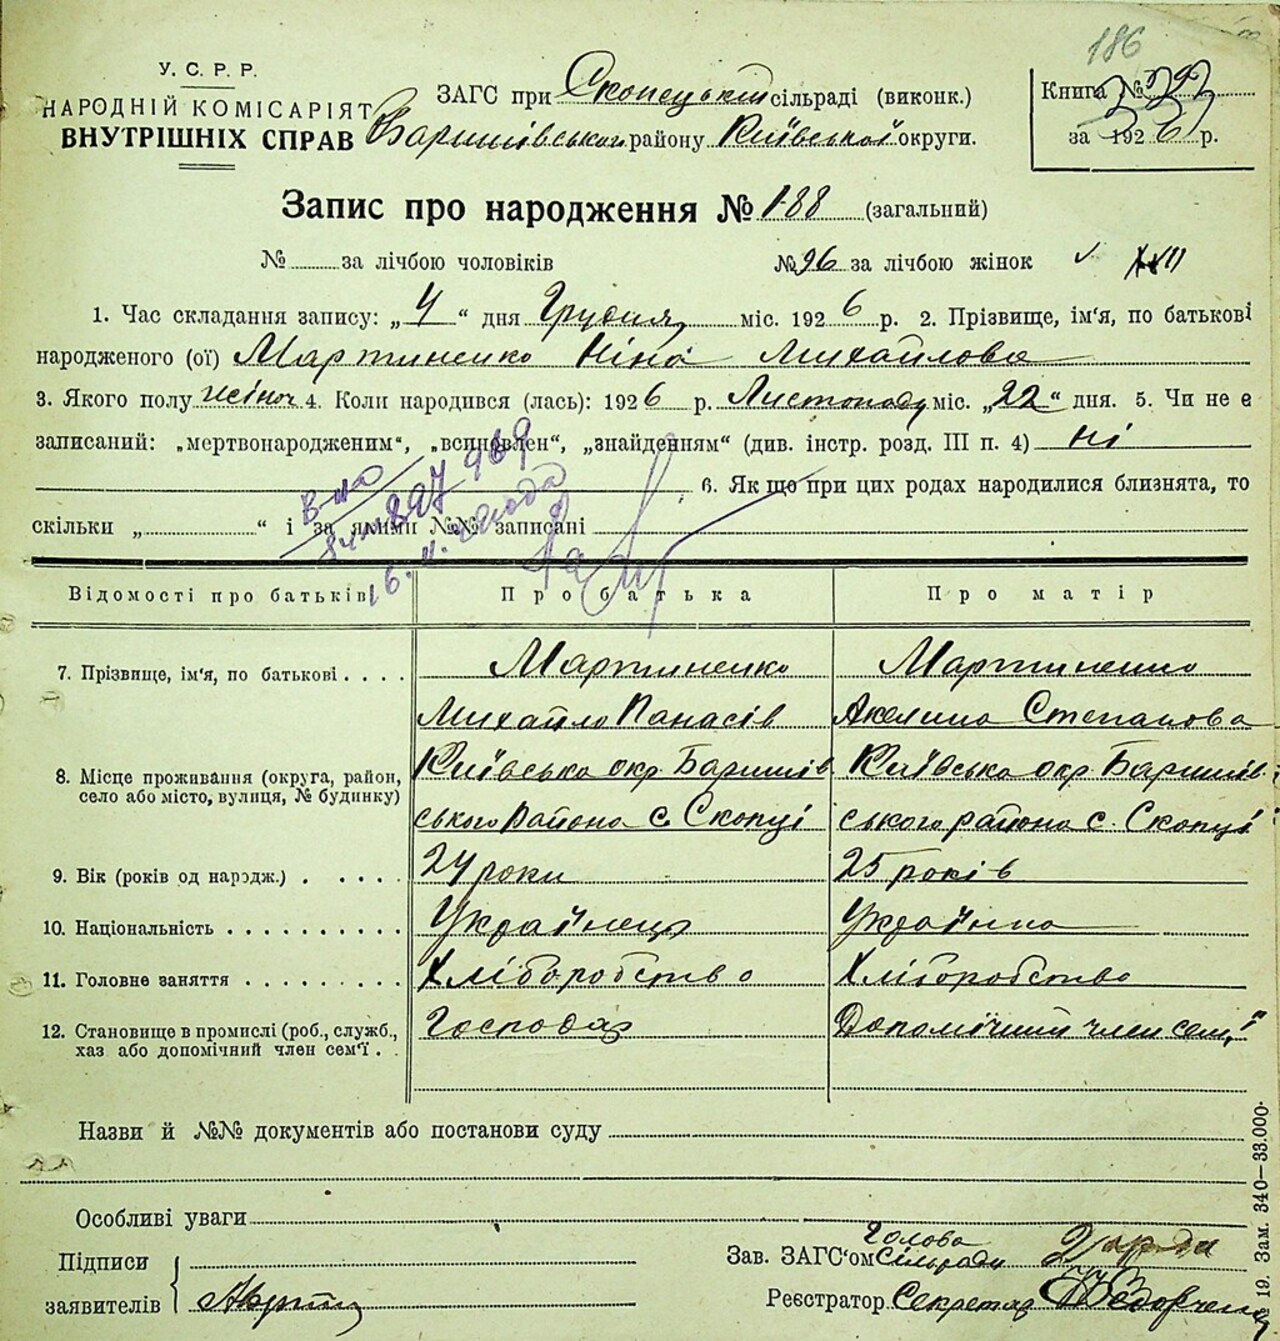 186
У. С. Р. Р.
НАРОДНІЙ КОМІСАРІЯТ
ВНУТРІШНІХ СПРАВ
ЗАГС при Скопецькій сільраді (виконк.)
Баришівського району Київської округи.
Книга №
за 1926 р.
Запис про народження № 188 (загальний)
№ за лічбою чоловіків
№ 96 за лічбою жінок
1. Час складання запису: „4“ дня Грудня міс. 1926 р. 2. Прізвище, ім'я, по батькові
народженого (ої) Мартиненко Ніна Михайлова
3. Якого полу жіноч 4. Коли народився (лась): 1926 р. Листопаду міс. „22“ дня. 5. Чи не є
записаний: „мертвонародженим“, „всиновлен“, „знайденням“ (див. інстр. розд. III п. 4) ні
6. Як що при цих родах народилися близнята, то
скільки „ “ і за якими №№ записані
Відомості про батьків
Про батька
Про матір
7. Прізвище, ім'я, по батькові . . . .
Мартиненко
Михайло Панасів
Мартиненко
Акелина Степанова
8. Місце проживання (округа, район,
село або місто, вулиця, № будинку)
Київська окр. Баришів
ського района с. Скопці
Київська окр. Баришів
ського района с. Скопці
9. Вік (років од народж.) . . . . .
24 роки
25 років
10. Національність . . . . . . . . . .
Українець
Українка
11. Головне заняття . . . . . . . . .
Хліборобство
Хліборобство
12. Становище в промислі (роб., служб.,
хаз або допомічний член сем'ї . .
Господар
Допомічний член семї
Назви й №№ документів або постанови суду
Особливі уваги
Підписи
заявителів
Зав. ЗАГС'ом Голова
Сільради
Реєстратор Секретар
19. Зам. 340—33.000.